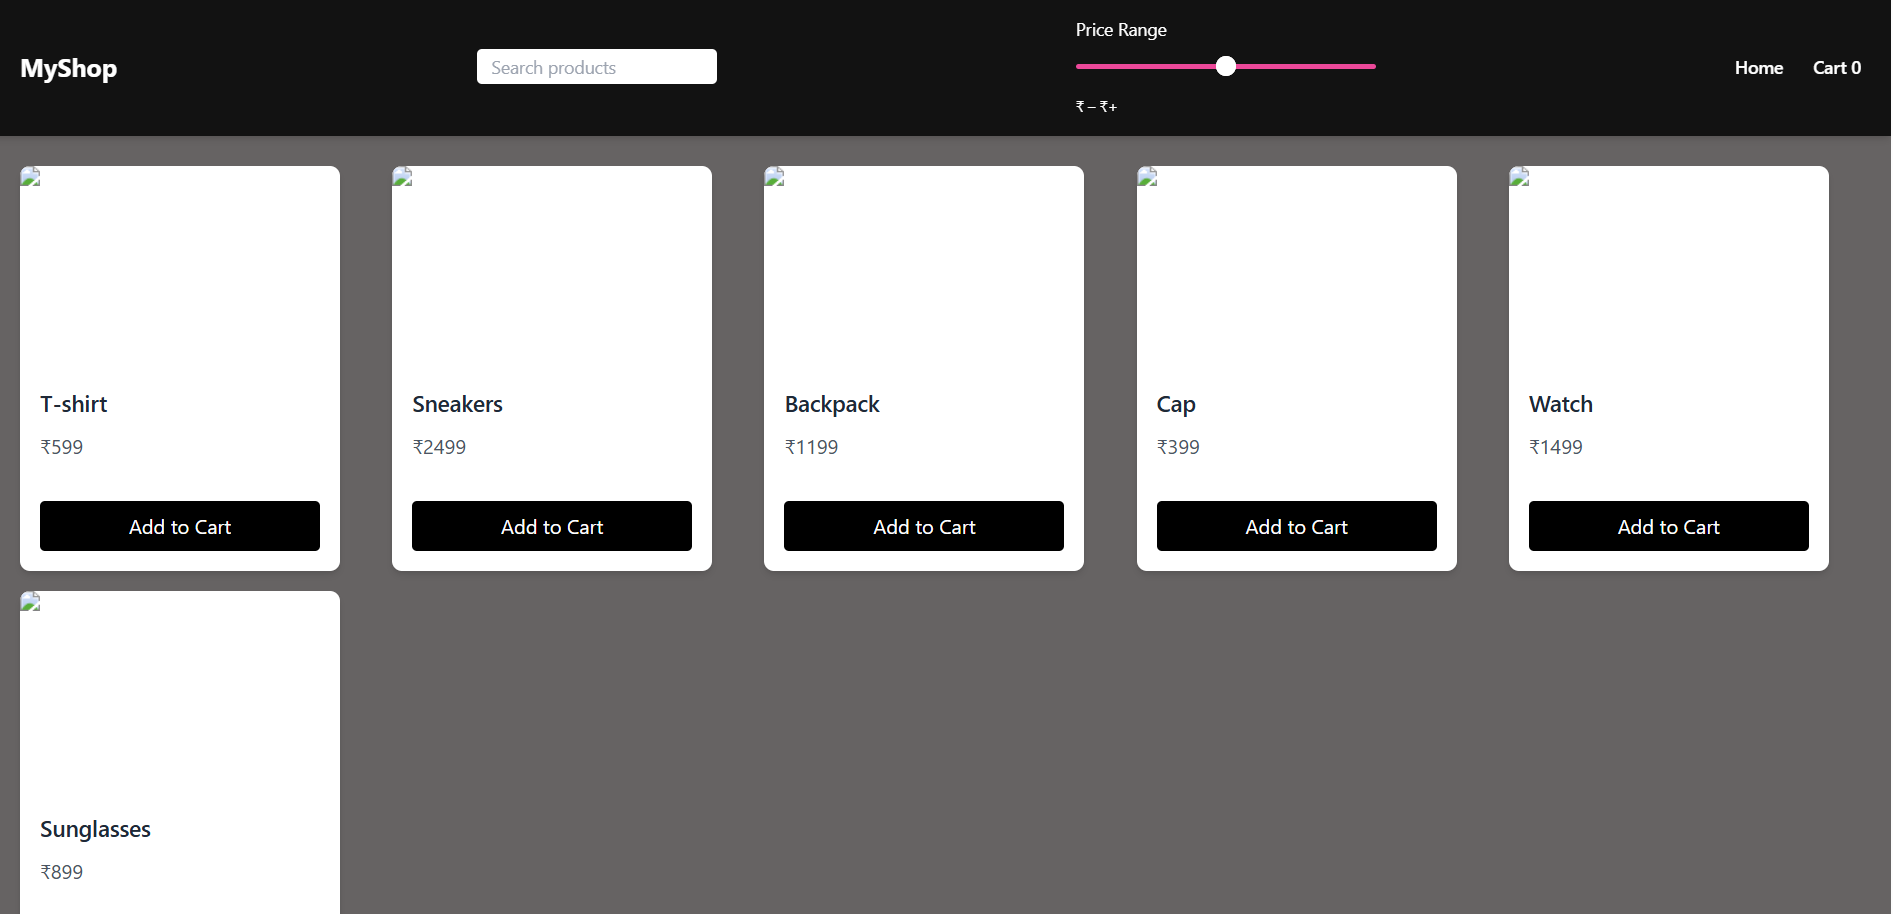 MyShop
Search products
Price Range
₹ – ₹+
Home
Cart 0
T-shirt
₹599
Add to Cart
Sneakers
₹2499
Add to Cart
Backpack
₹1199
Add to Cart
Cap
₹399
Add to Cart
Watch
₹1499
Add to Cart
Sunglasses
₹899